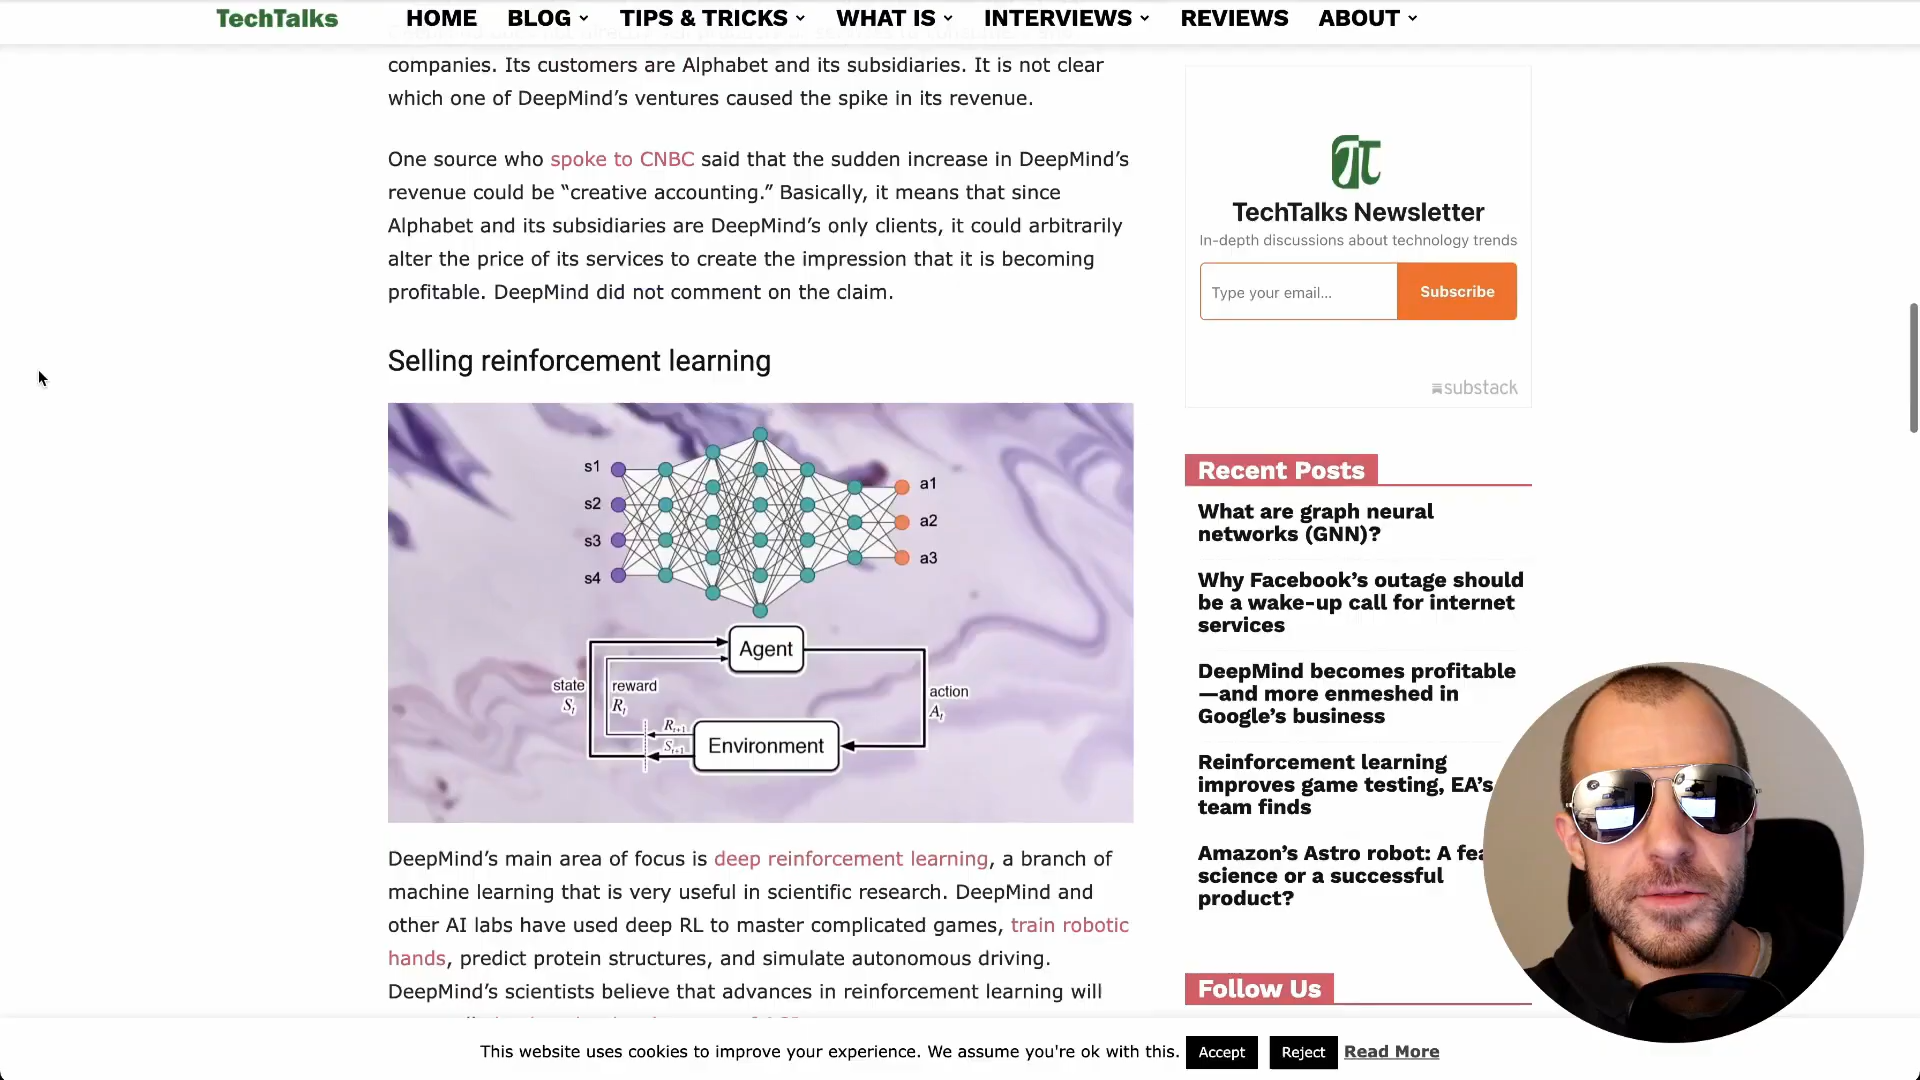 TechTalks
HOME
BLOG
TIPS & TRICKS
WHAT IS
INTERVIEWS
REVIEWS
ABOUT
companies. Its customers are Alphabet and its subsidiaries. It is not clear
which one of DeepMind’s ventures caused the spike in its revenue.
One source who spoke to CNBC said that the sudden increase in DeepMind’s
revenue could be “creative accounting.” Basically, it means that since
Alphabet and its subsidiaries are DeepMind’s only clients, it could arbitrarily
alter the price of its services to create the impression that it is becoming
profitable. DeepMind did not comment on the claim.
Selling reinforcement learning
s1
s2
s3
s4
a1
a2
a3
Agent
state
St
reward
Rt
action
At
Rt+1
St+1
Environment
DeepMind’s main area of focus is deep reinforcement learning, a branch of
machine learning that is very useful in scientific research. DeepMind and
other AI labs have used deep RL to master complicated games, train robotic
hands, predict protein structures, and simulate autonomous driving.
DeepMind’s scientists believe that advances in reinforcement learning will
TechTalks Newsletter
In-depth discussions about technology trends
Type your email...
Subscribe
substack
Recent Posts
What are graph neural
networks (GNN)?
Why Facebook’s outage should
be a wake-up call for internet
services
DeepMind becomes profitable
—and more enmeshed in
Google’s business
Reinforcement learning
improves game testing, EA’s
team finds
Amazon’s Astro robot: A
science or a successful
product?
Follow Us
This website uses cookies to improve your experience. We assume you're ok with this.
Accept
Reject
Read More